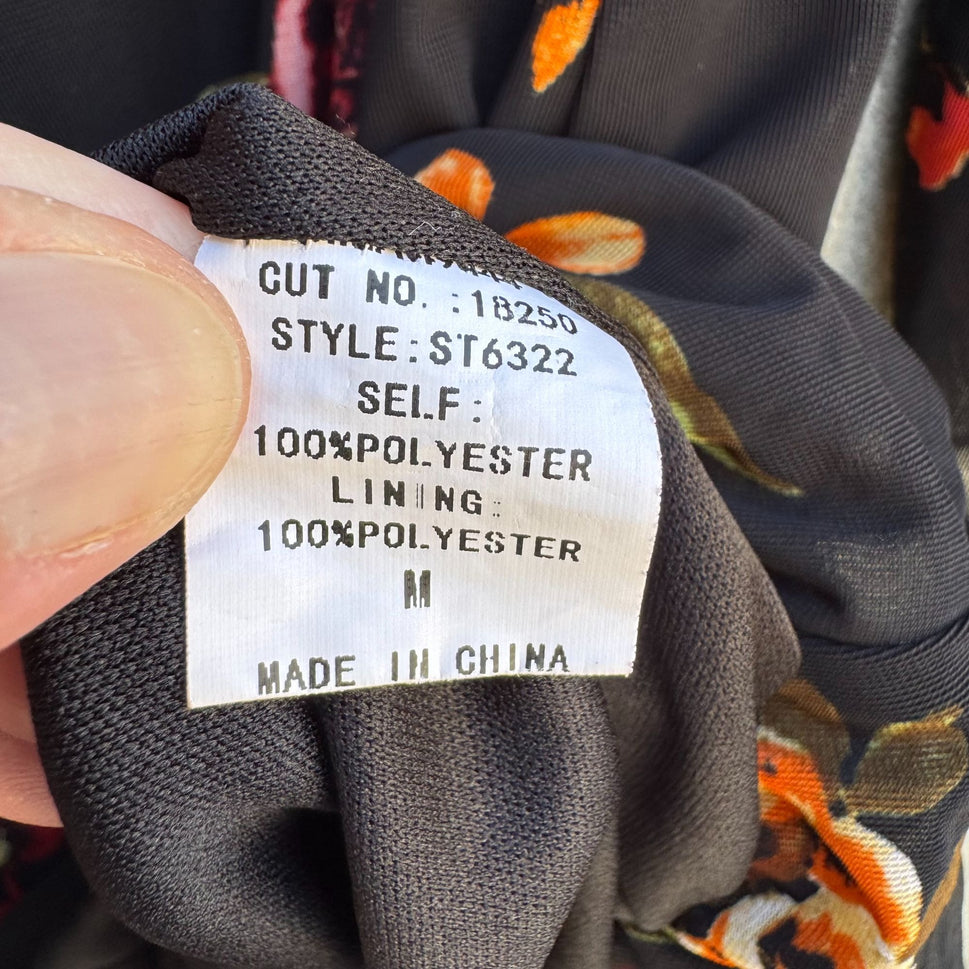 CUT NO. :18250
STYLE:ST6322
SELF:
100%POLYESTER
LINING:
100%POLYESTER
M
MADE IN CHINA